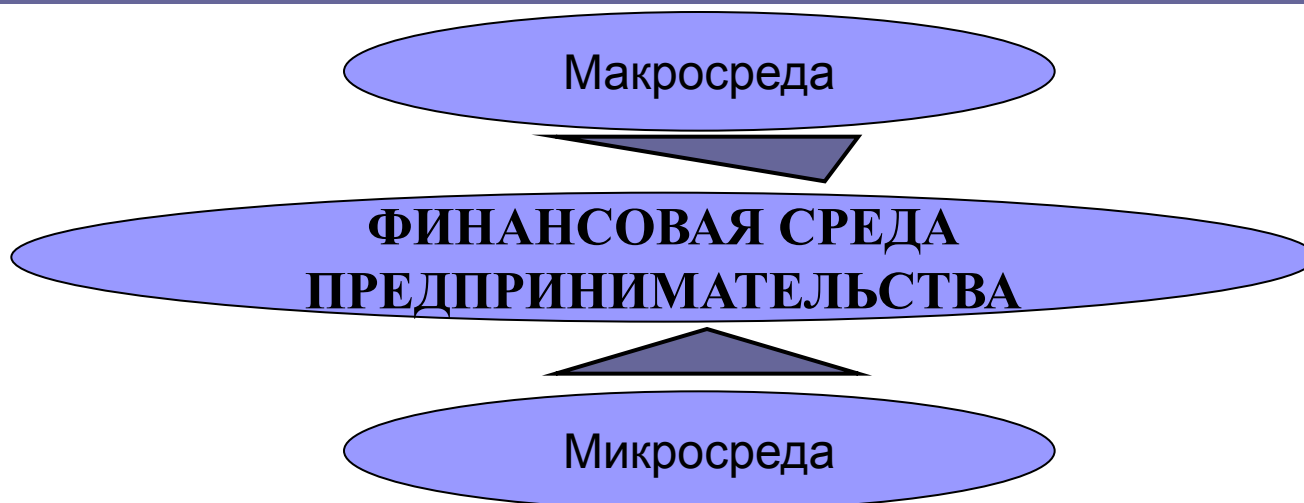 Макросреда
ФИНАНСОВАЯ СРЕДА
ПРЕДПРИНИМАТЕЛЬСТВА
Микросреда